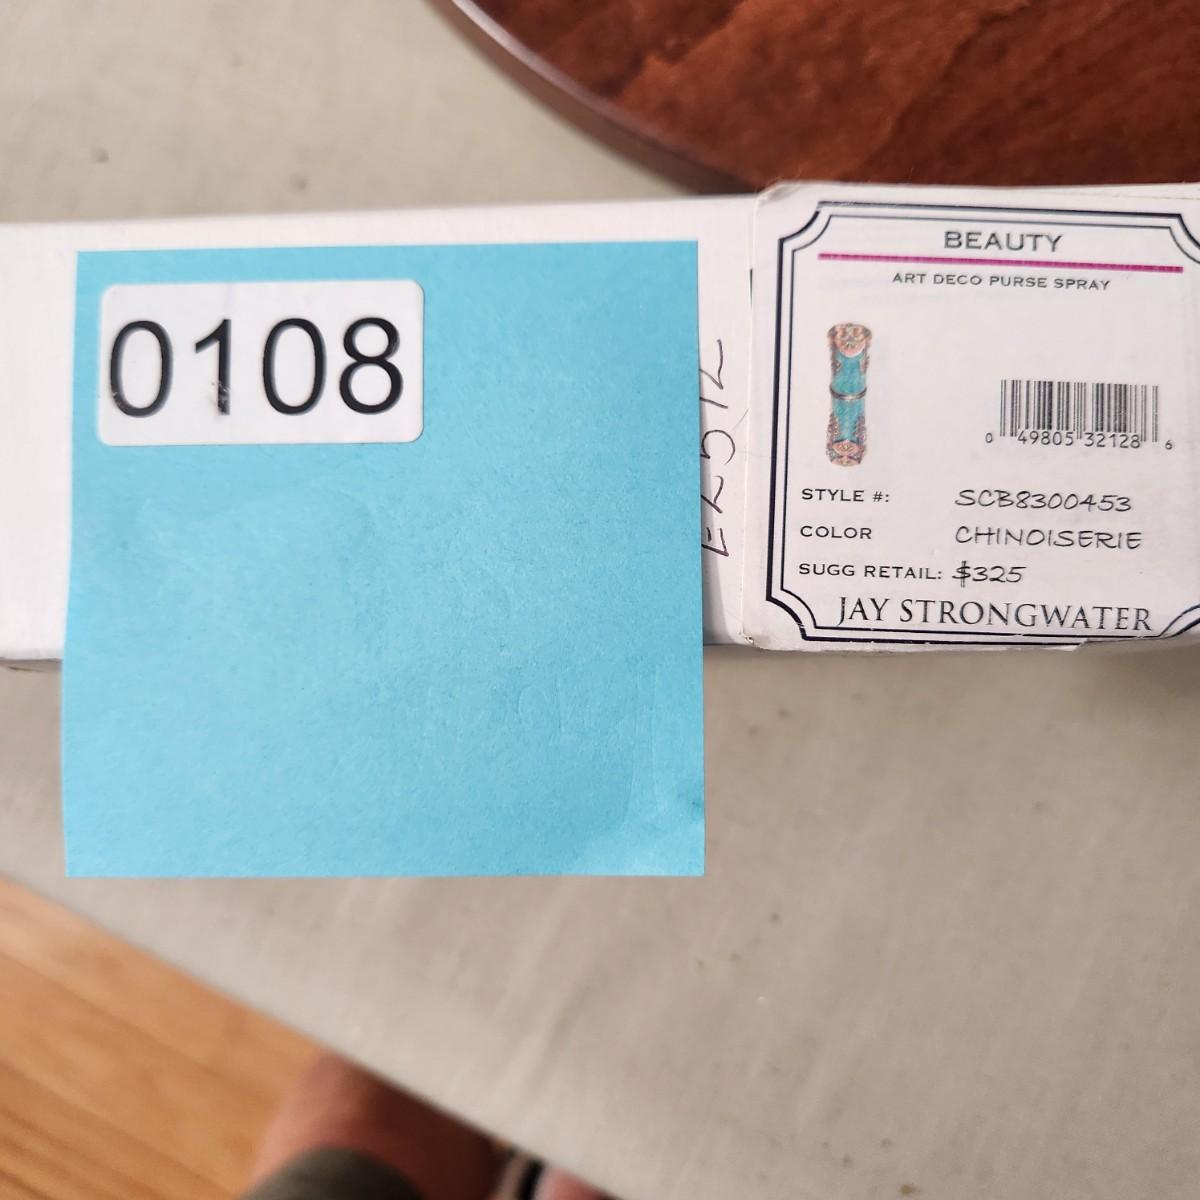 0108
BEAUTY
ART DECO PURSE SPRAY
0 49805 32128 6
STYLE #: SCB8300453
COLOR CHINOISERIE
SUGG RETAIL: $325
JAY STRONGWATER